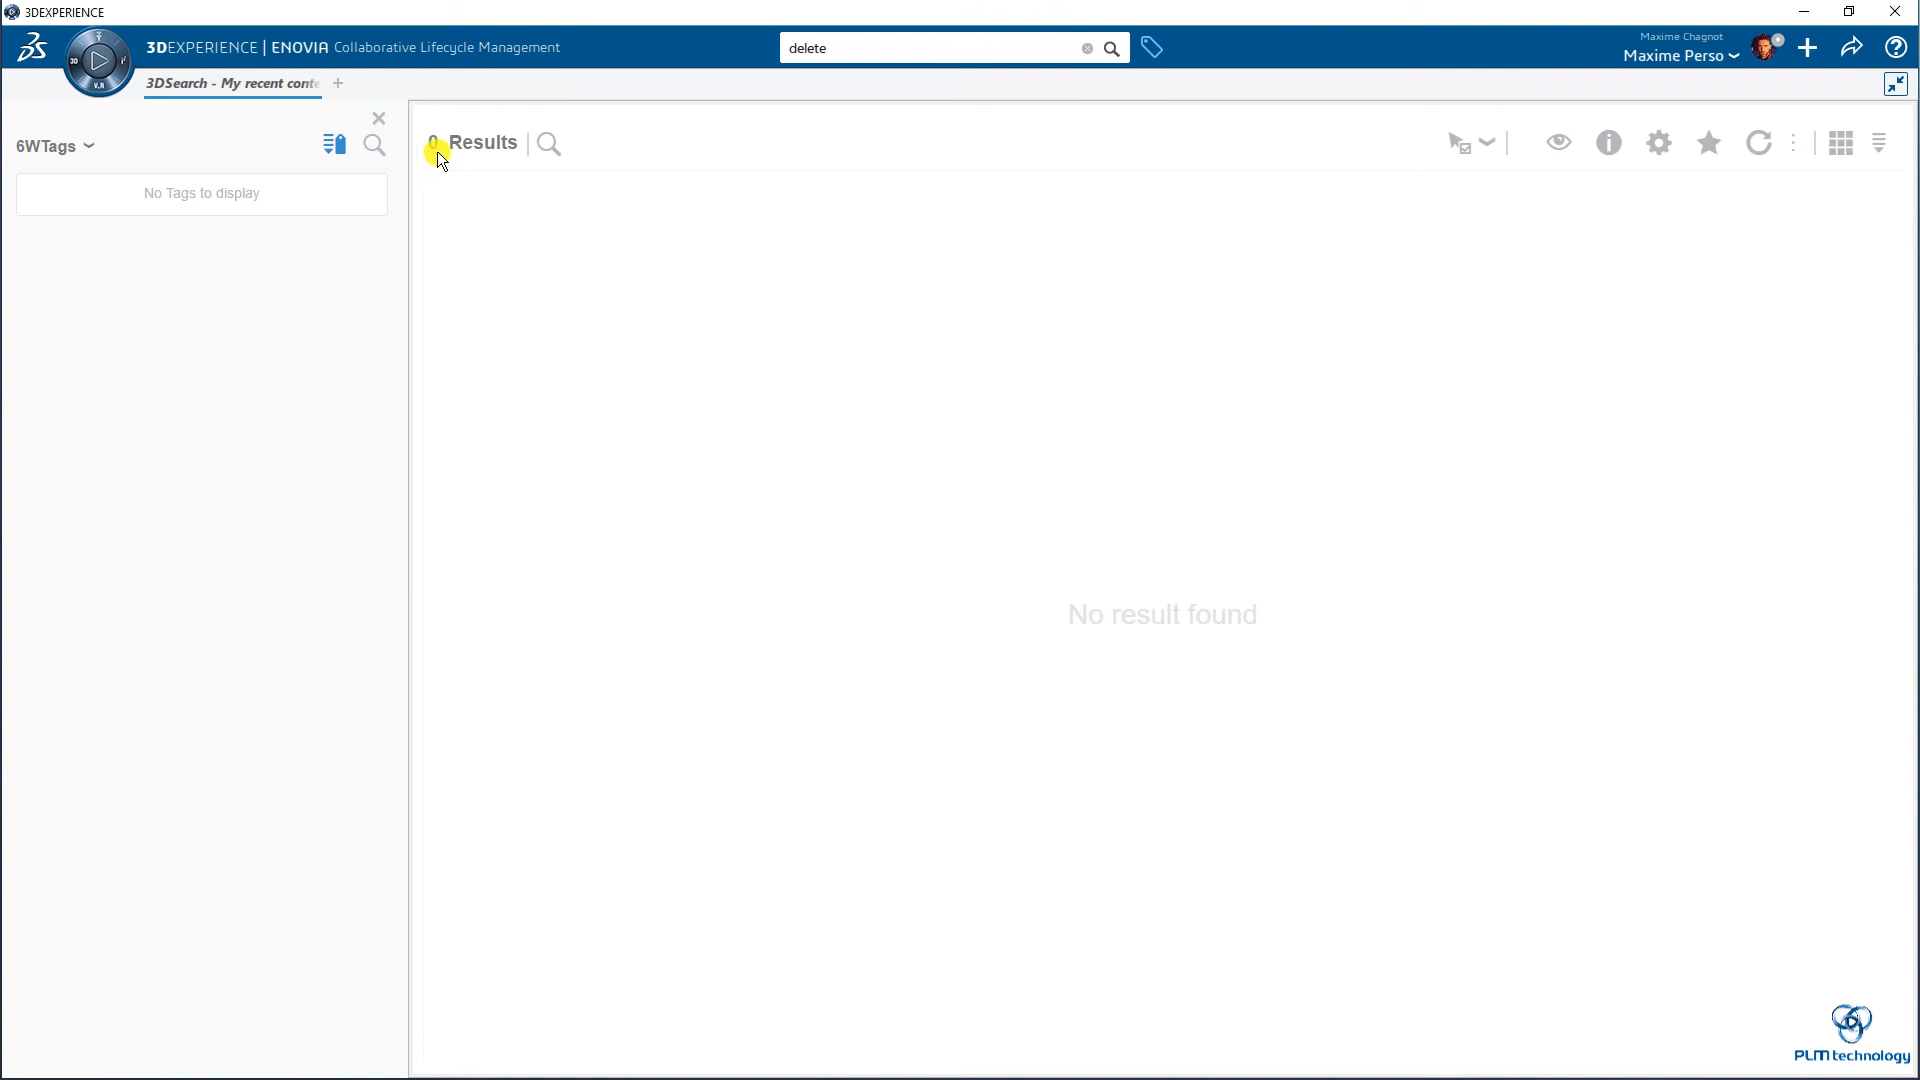 3DEXPERIENCE
3DEXPERIENCE | ENOVIA Collaborative Lifecycle Management
delete
Maxime Chagnot
Maxime Perso
3D
V.R
3DSearch - My recent conte
6WTags
0 Results
No Tags to display
No result found
PLM technology